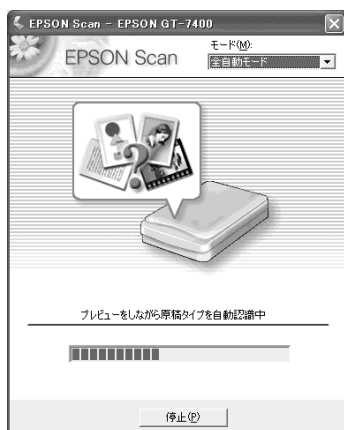 EPSON Scan - EPSON GT-7400
EPSON Scan
モード(M):
全自動モード
プレビューをしながら原稿タイプを自動認識中
停止(P)